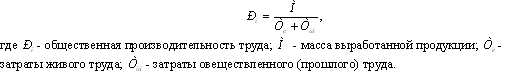 Ð꜀ = Ì / (Ò꜀ + Ò) ,
где Ð - общественная производительность труда; Ì - масса выработанной продукции; Ò -
затраты живого труда; Ò - затраты овеществленного (прошлого) труда.